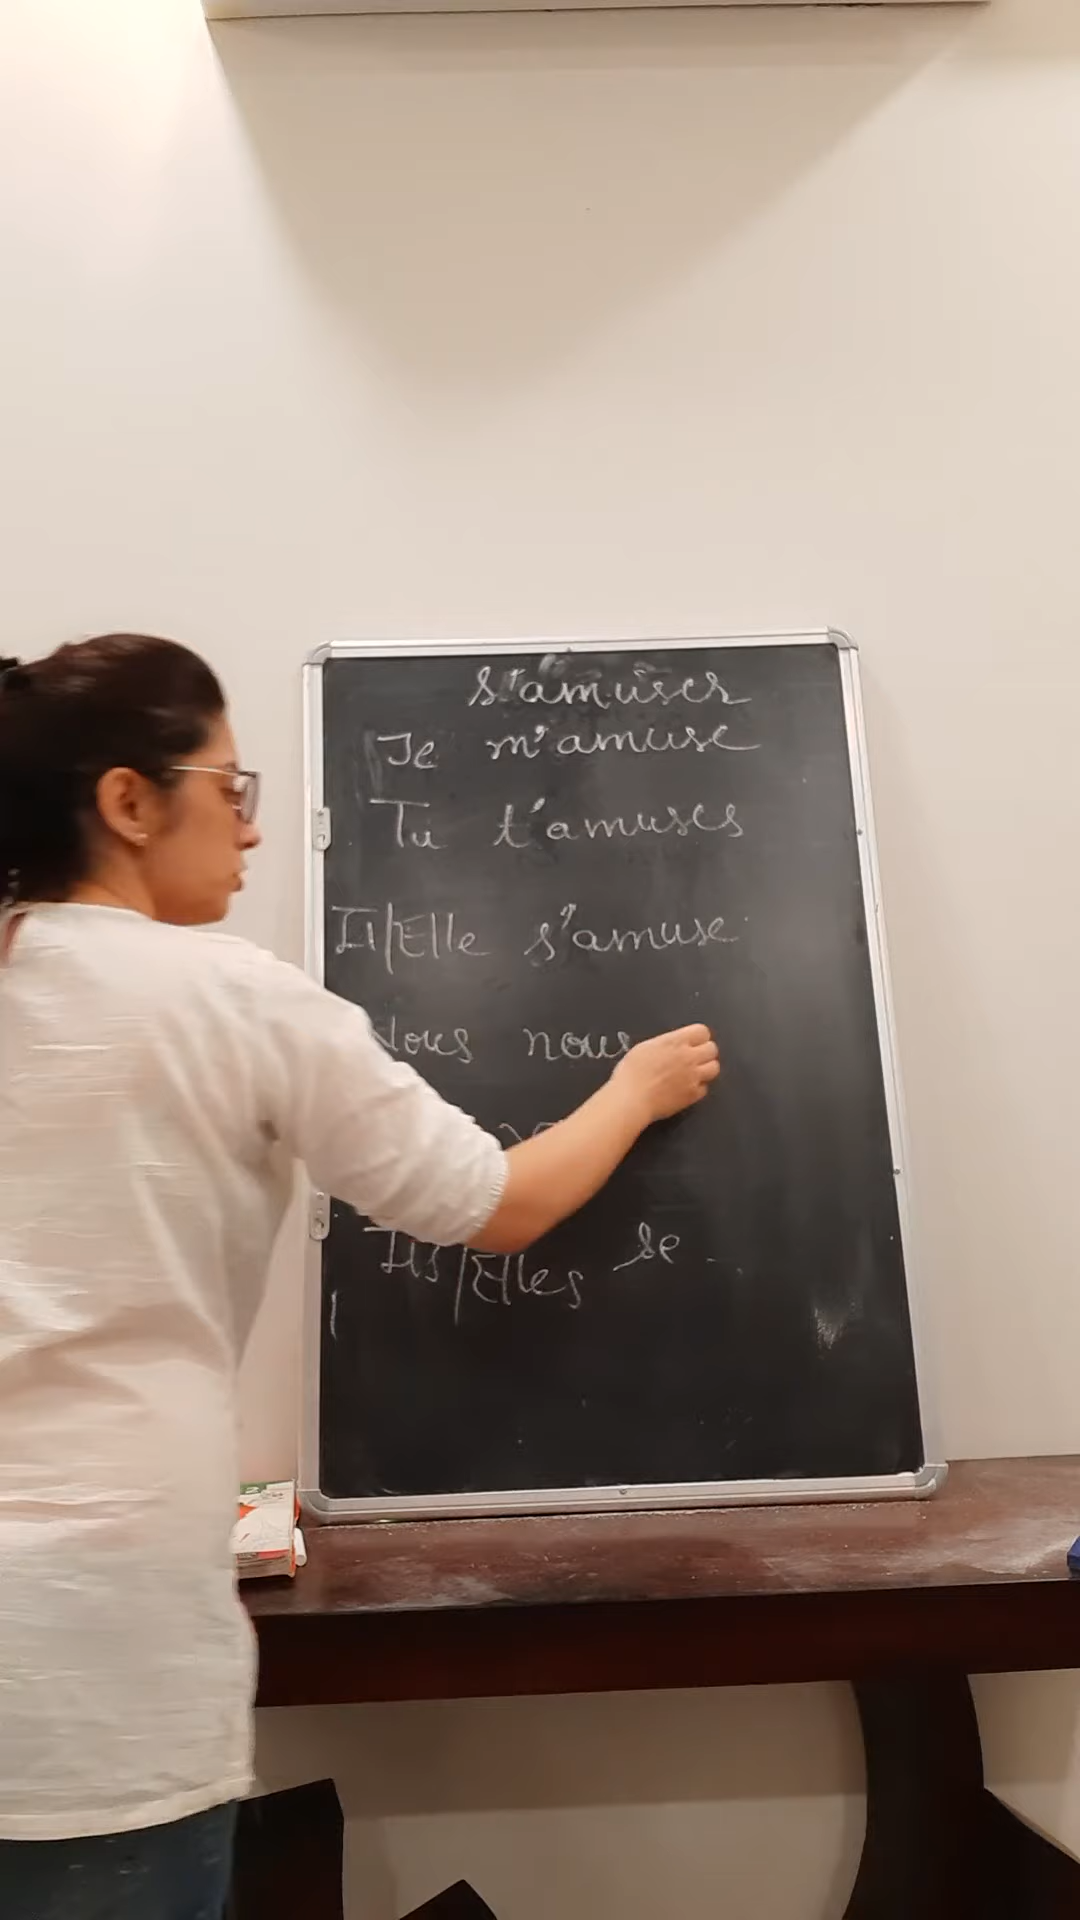 s'amuser
Je m'amuse
Tu t'amuses
Il/Elle s'amuse
Nous nous
Ils/Elles se